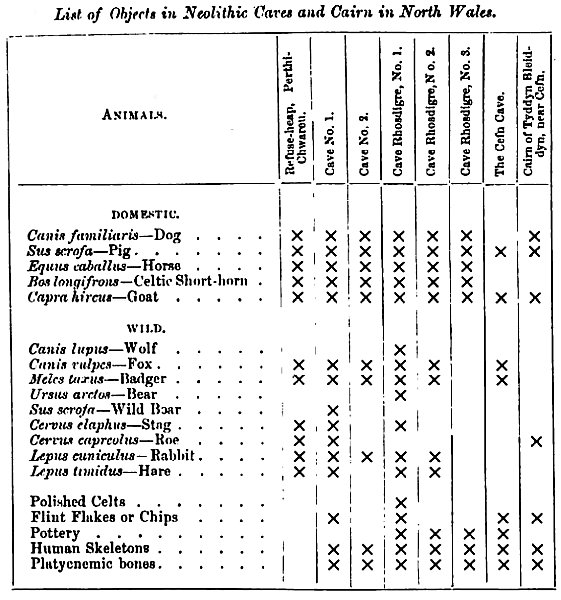 List of Objects in Neolithic Caves and Cairn in North Wales.
ANIMALS.
Refuse-heap, Perthi-
Chwareu.
Cave No. 1.
Cave No. 2.
Cave Rhosdigre, No. 1.
Cave Rhosdigre, No. 2.
Cave Rhosdigre, No. 3.
The Cefn Cave.
Cairn of Tyddyn Bleid-
dyn, near Cefn.
DOMESTIC.
Canis familiaris—Dog . . . . × × × × × × ×
Sus scrofa—Pig . . . . . . . × × × × × × × ×
Equus caballus—Horse . . . . × × × × × ×
Bos longifrons—Celtic Short-horn . × × × × × ×
Capra hircus—Goat . . . . . × × × × × × × ×
WILD.
Canis lupus—Wolf . . . . . ×
Canis vulpes—Fox . . . . . × × × × × ×
Meles taxus—Badger . . . . × × × × × ×
Ursus arctos—Bear . . . . . ×
Sus scrofa—Wild Boar . . . . ×
Cervus elaphus—Stag . . . . × × ×
Cervus capreolus—Roe . . . . × × ×
Lepus cuniculus—Rabbit . . . . × × × × ×
Lepus timidus—Hare . . . . × × × ×
Polished Celts . . . . . . ×
Flint Flakes or Chips . . . . × × × ×
Pottery . . . . . . . . × × × ×
Human Skeletons . . . . . . × × × × × × ×
Platycnemic bones . . . . . . × × × × × × ×